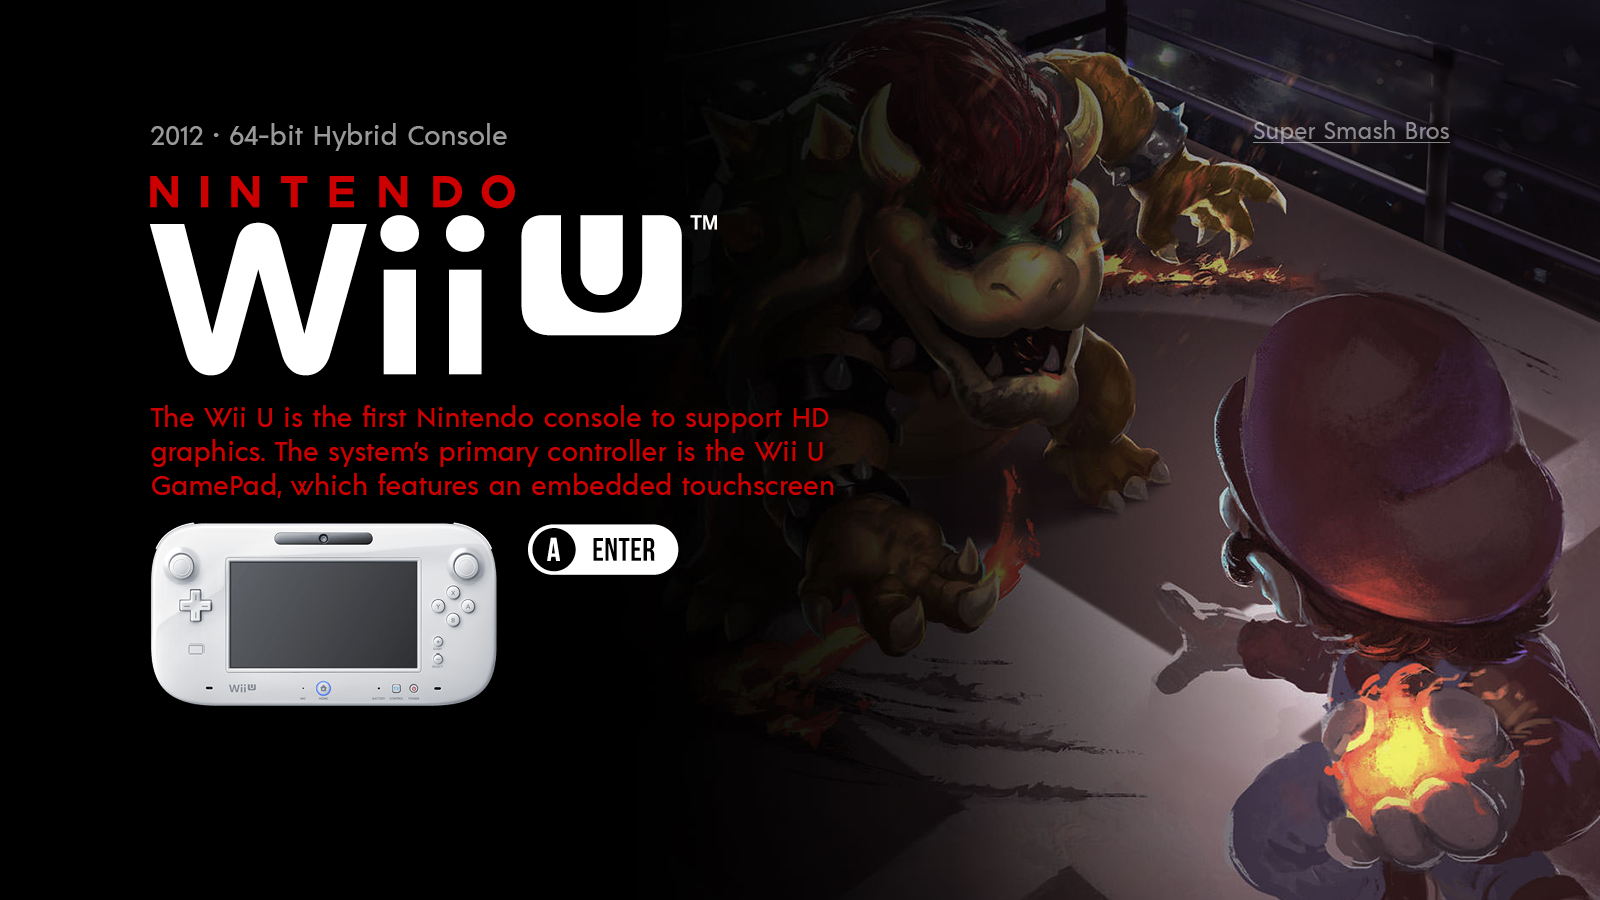 2012 · 64-bit Hybrid Console
Super Smash Bros
NINTENDO
Wii U™
The Wii U is the first Nintendo console to support HD
graphics. The system's primary controller is the Wii U
GamePad, which features an embedded touchscreen
A ENTER
X
Y A
B
Wii U